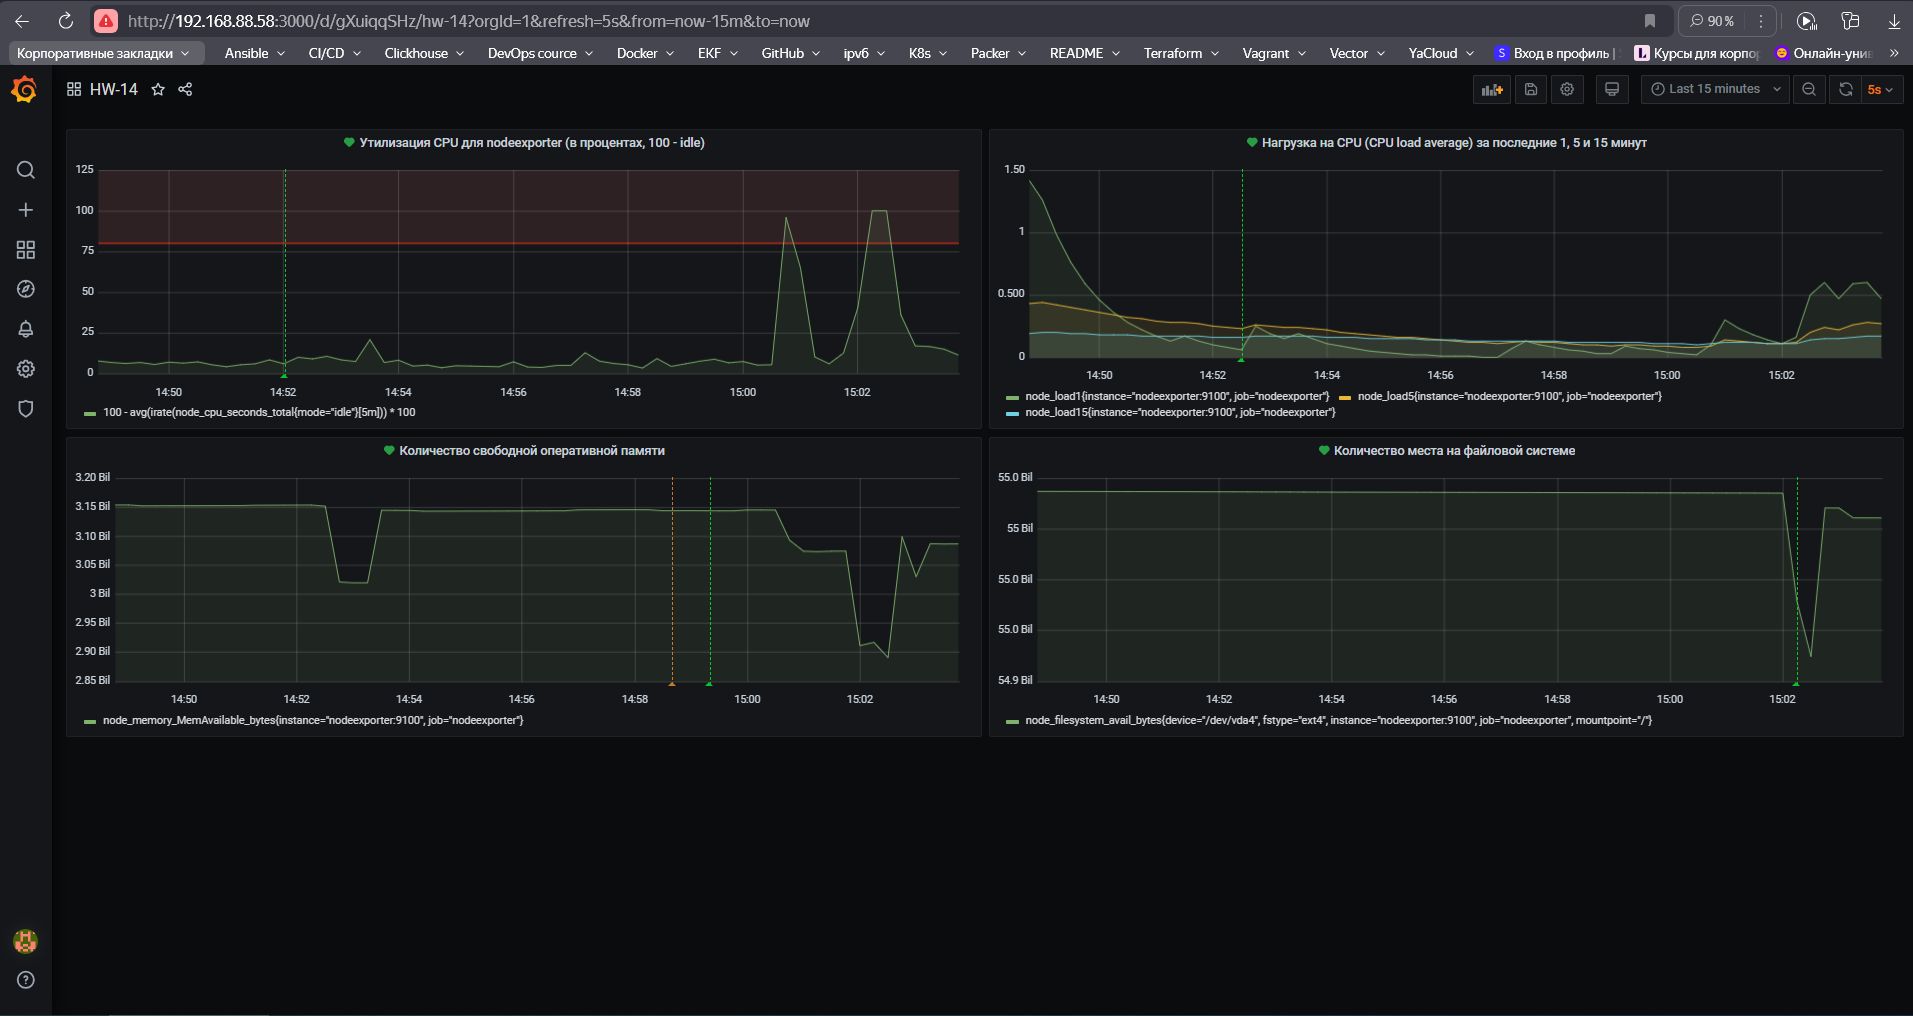 http://192.168.88.58:3000/d/gXuiqqSHz/hw-14?orgId=1&refresh=5s&from=now-15m&to=now
90 %
Корпоративные закладки Ansible CI/CD Clickhouse DevOps cource Docker EKF GitHub ipv6 K8s Packer README Terraform Vagrant Vector YaCloud S Вход в профиль | L Курсы для корпо Онлайн-уни
HW-14
Last 15 minutes
5s
Утилизация CPU для nodeexporter (в процентах, 100 - idle)
125
100
75
50
25
0
14:50 14:52 14:54 14:56 14:58 15:00 15:02
100 - avg(irate(node_cpu_seconds_total{mode="idle"}[5m])) * 100
Нагрузка на CPU (CPU load average) за последние 1, 5 и 15 минут
1.50
1
0.500
0
14:50 14:52 14:54 14:56 14:58 15:00 15:02
node_load1{instance="nodeexporter:9100", job="nodeexporter"} node_load5{instance="nodeexporter:9100", job="nodeexporter"}
node_load15{instance="nodeexporter:9100", job="nodeexporter"}
Количество свободной оперативной памяти
3.20 Bil
3.15 Bil
3.10 Bil
3.05 Bil
3 Bil
2.95 Bil
2.90 Bil
2.85 Bil
14:50 14:52 14:54 14:56 14:58 15:00 15:02
node_memory_MemAvailable_bytes{instance="nodeexporter:9100", job="nodeexporter"}
Количество места на файловой системе
55.0 Bil
55 Bil
55.0 Bil
55.0 Bil
54.9 Bil
14:50 14:52 14:54 14:56 14:58 15:00 15:02
node_filesystem_avail_bytes{device="/dev/vda4", fstype="ext4", instance="nodeexporter:9100", job="nodeexporter", mountpoint="/"}